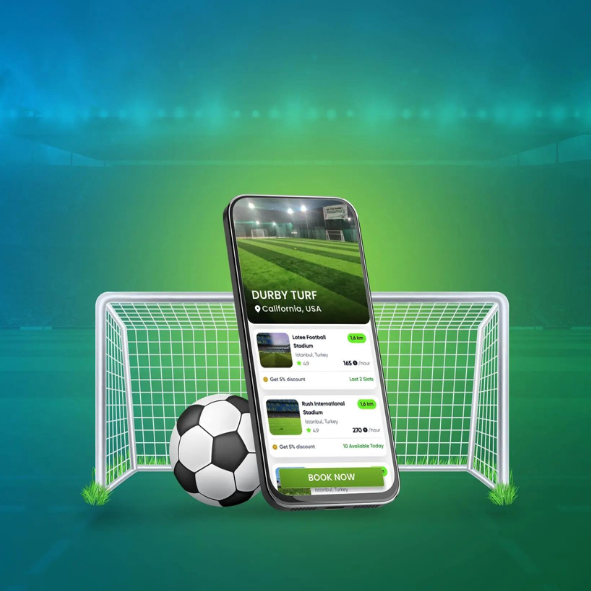 DURBY TURF
California, USA
Lotee Football
1,6 km
Stadium
Istanbul, Turkey
4,9
165 /hour
Get 5% discount
Last 2 Slots
Rush International
1,6 km
Stadium
Istanbul, Turkey
4,9
270 /hour
Get 5% discount
10 Available Today
BOOK NOW
Istanbul, Turkey